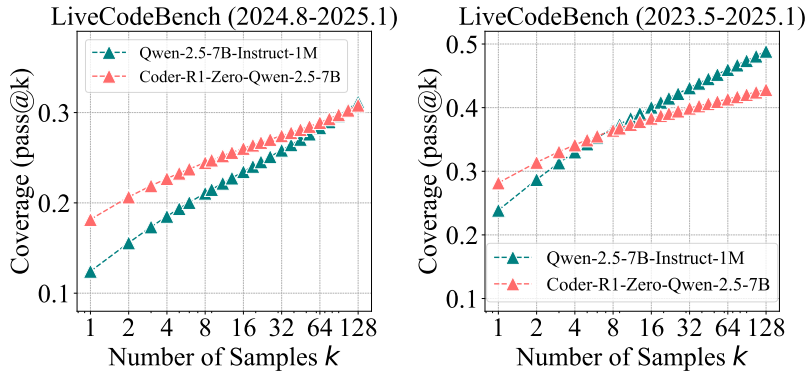 LiveCodeBench (2024.8-2025.1)
Qwen-2.5-7B-Instruct-1M
Coder-R1-Zero-Qwen-2.5-7B
Coverage (pass@k)
0.3
0.2
0.1
1 2 4 8 16 32 64 128
Number of Samples k
LiveCodeBench (2023.5-2025.1)
Coverage (pass@k)
0.5
0.4
0.3
0.2
0.1
Qwen-2.5-7B-Instruct-1M
Coder-R1-Zero-Qwen-2.5-7B
1 2 4 8 16 32 64 128
Number of Samples k